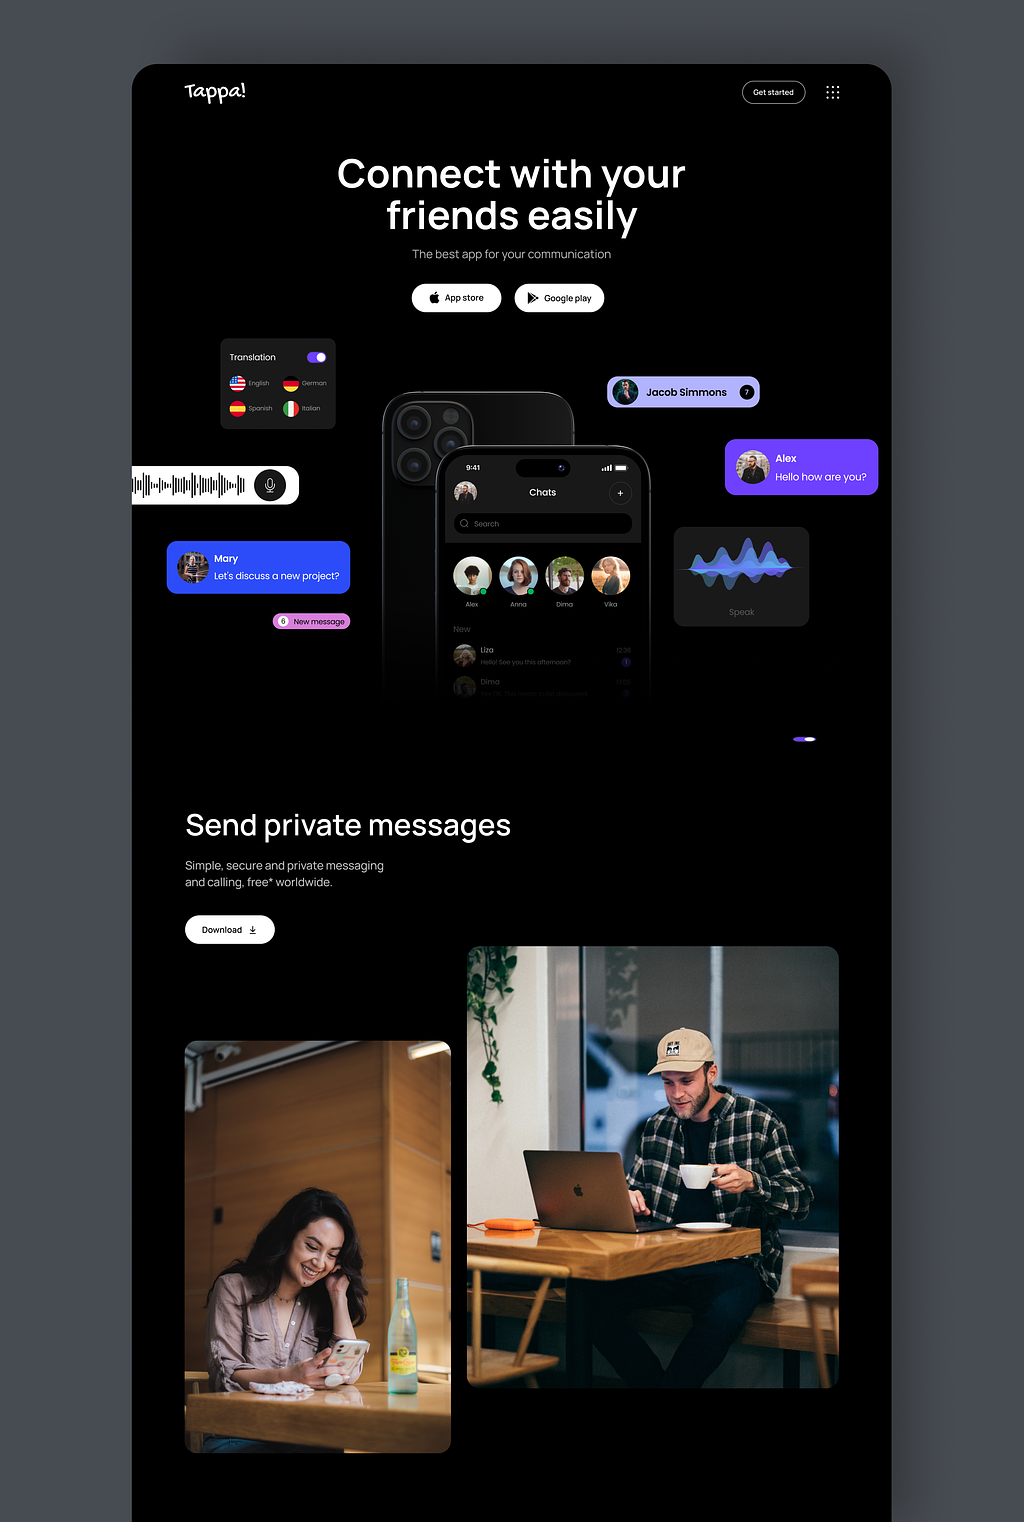 Tappa!
Get started
Connect with your
friends easily
The best app for your communication
App store
Google play
Translation
English
German
Spanish
Italian
Jacob Simmons
7
Alex
Hello how are you?
9:41
Chats
+
Search
Mary
Let's discuss a new project?
6
New message
Alex
Anna
Dima
Vika
Speak
New
Liza
12:38
Hello! See you this afternoon?
1
Dima
Send private messages
Simple, secure and private messaging
and calling, free* worldwide.
Download